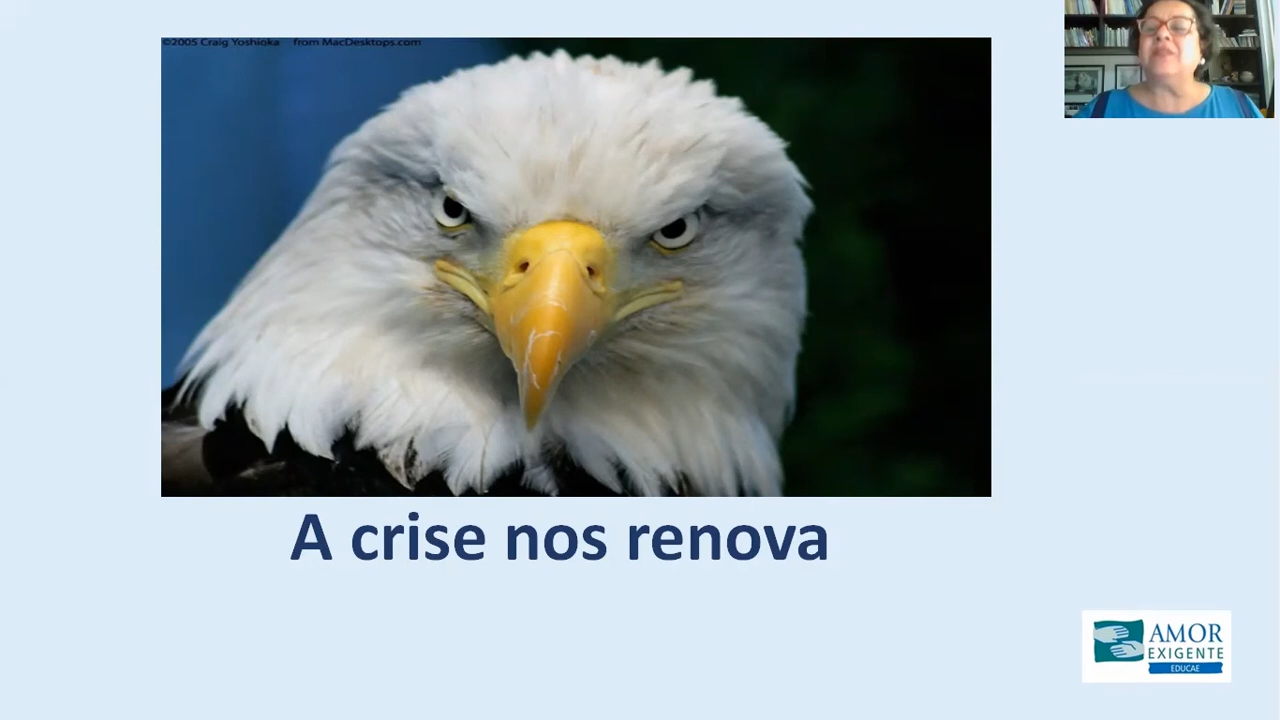 ©2005 Craig Yoshioka from MacDesktops.com
A crise nos renova
AMOR
EXIGENTE
EDUCAE